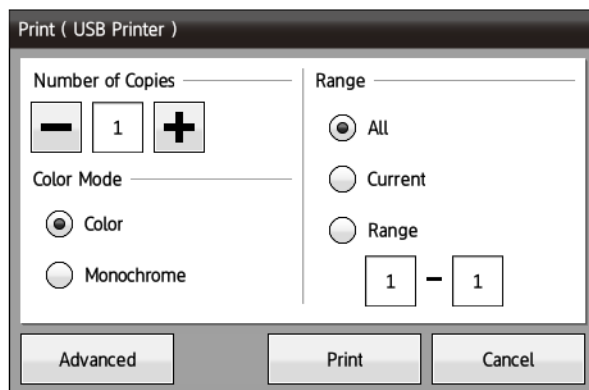 Print ( USB Printer )
Number of Copies
1
Color Mode
Color
Monochrome
Range
All
Current
Range
1 - 1
Advanced
Print
Cancel